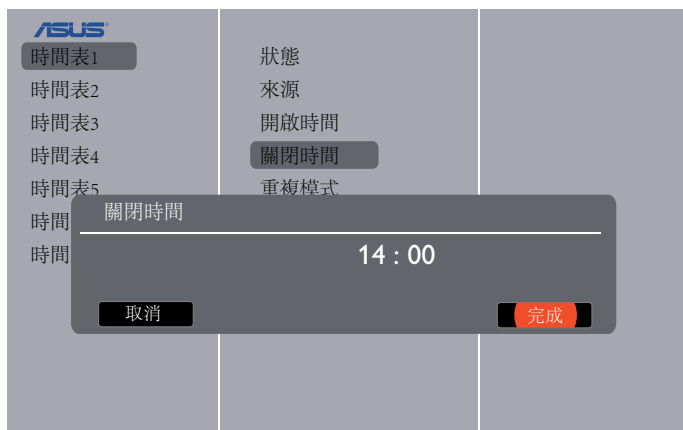 ASUS
時間表1
時間表2
時間表3
時間表4
時間表5
時間
時間
狀態
來源
開啟時間
關閉時間
重複模式
關閉時間
14 : 00
取消
完成